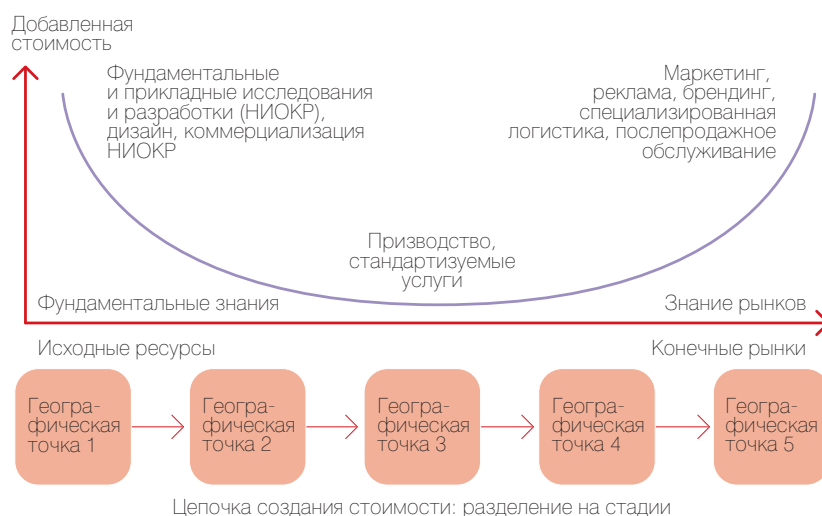 Добавленная
стоимость
Фундаментальные
и прикладные исследования
и разработки (НИОКР),
дизайн, коммерциализация
НИОКР
Маркетинг,
реклама, брендинг,
специализированная
логистика, послепродажное
обслуживание
Призводство,
стандартизуемые
услуги
Фундаментальные знания
Знание рынков
Исходные ресурсы
Конечные рынки
Геогра-
фическая
точка 1
Геогра-
фическая
точка 2
Геогра-
фическая
точка 3
Геогра-
фическая
точка 4
Геогра-
фическая
точка 5
Цепочка создания стоимости: разделение на стадии